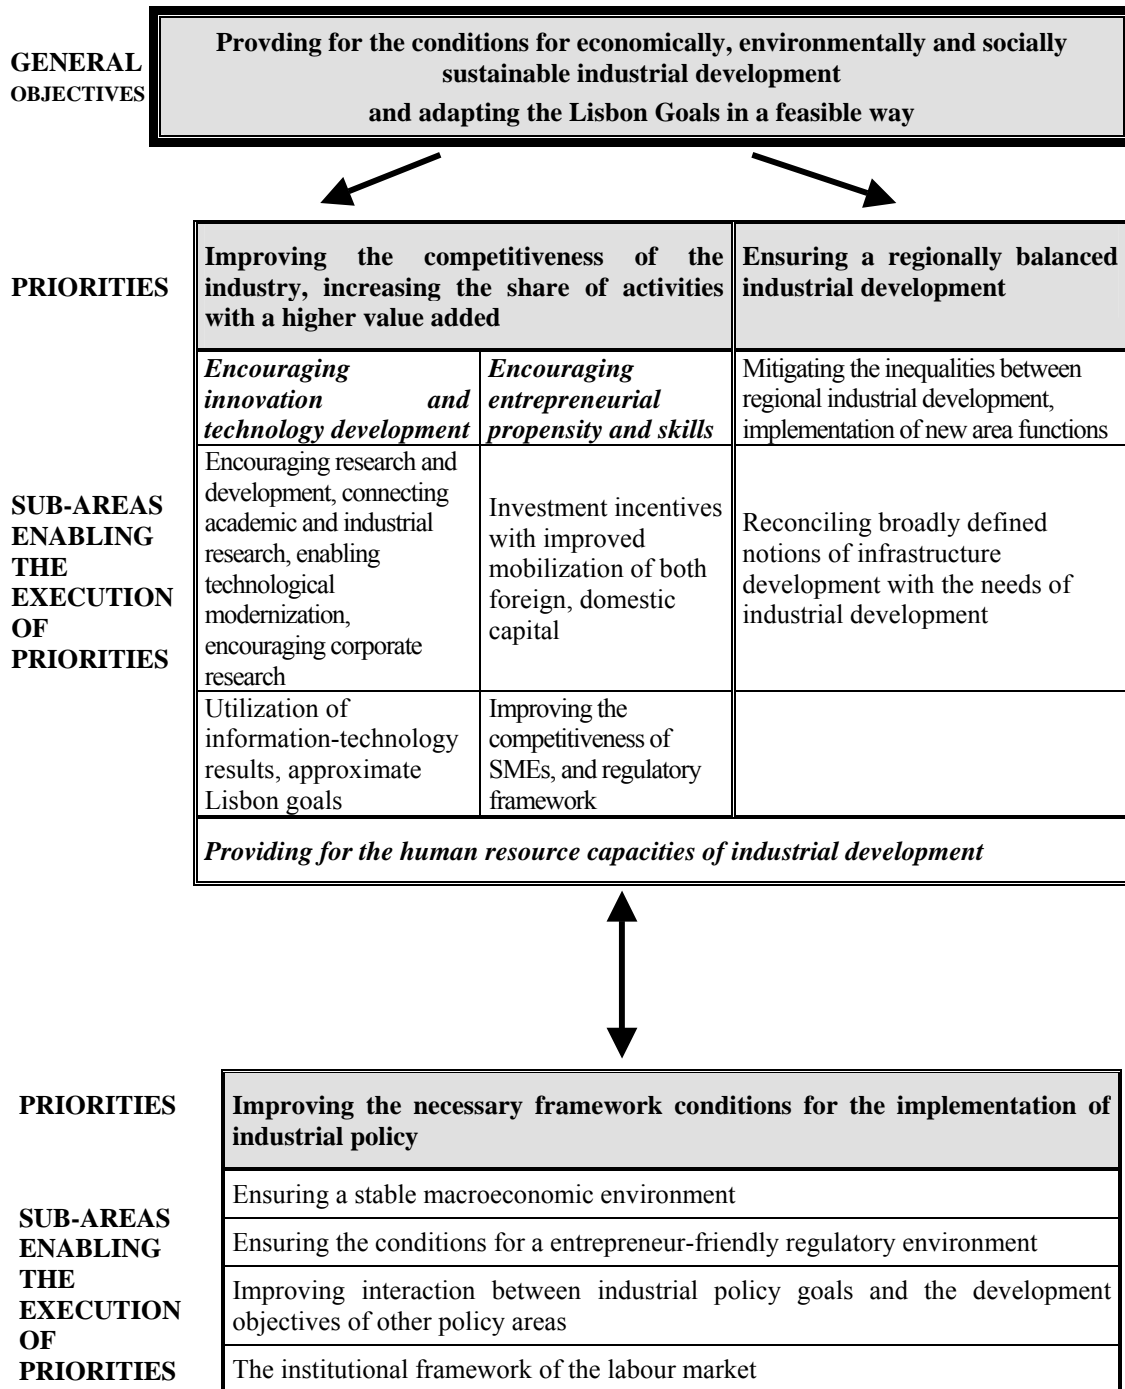 GENERAL
OBJECTIVES
Provding for the conditions for economically, environmentally and socially
sustainable industrial development
and adapting the Lisbon Goals in a feasible way
PRIORITIES
Improving the competitiveness of the
industry, increasing the share of activities
with a higher value added
Ensuring a regionally balanced
industrial development
SUB-AREAS
ENABLING
THE
EXECUTION
OF
PRIORITIES
Encouraging
innovation and
technology development
Encouraging
entrepreneurial
propensity and skills
Mitigating the inequalities between
regional industrial development,
implementation of new area functions
Encouraging research and
development, connecting
academic and industrial
research, enabling
technological
modernization,
encouraging corporate
research
Investment incentives
with improved
mobilization of both
foreign, domestic
capital
Reconciling broadly defined
notions of infrastructure
development with the needs of
industrial development
Utilization of
information-technology
results, approximate
Lisbon goals
Improving the
competitiveness of
SMEs, and regulatory
framework
Providing for the human resource capacities of industrial development
PRIORITIES
Improving the necessary framework conditions for the implementation of
industrial policy
SUB-AREAS
ENABLING
THE
EXECUTION
OF
PRIORITIES
Ensuring a stable macroeconomic environment
Ensuring the conditions for a entrepreneur-friendly regulatory environment
Improving interaction between industrial policy goals and the development
objectives of other policy areas
The institutional framework of the labour market